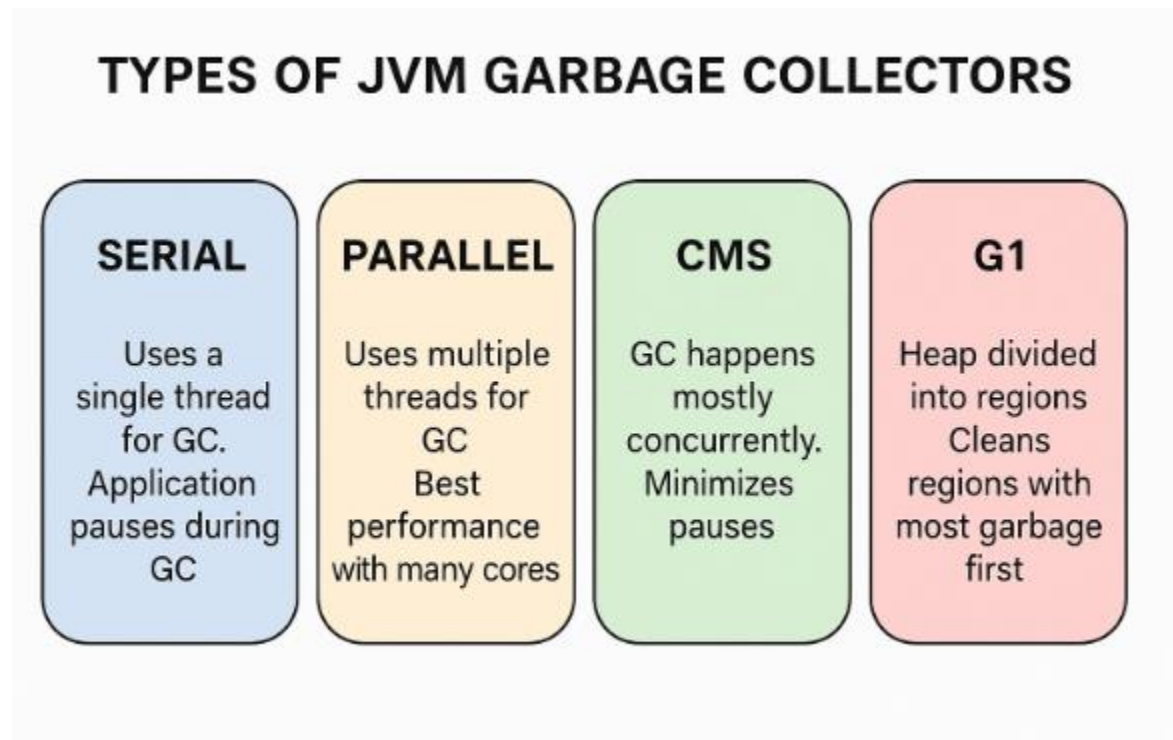 TYPES OF JVM GARBAGE COLLECTORS
SERIAL
Uses a
single thread
for GC.
Application
pauses during
GC
PARALLEL
Uses multiple
threads for
GC
Best
performance
with many cores
CMS
GC happens
mostly
concurrently.
Minimizes
pauses
G1
Heap divided
into regions
Cleans
regions with
most garbage
first